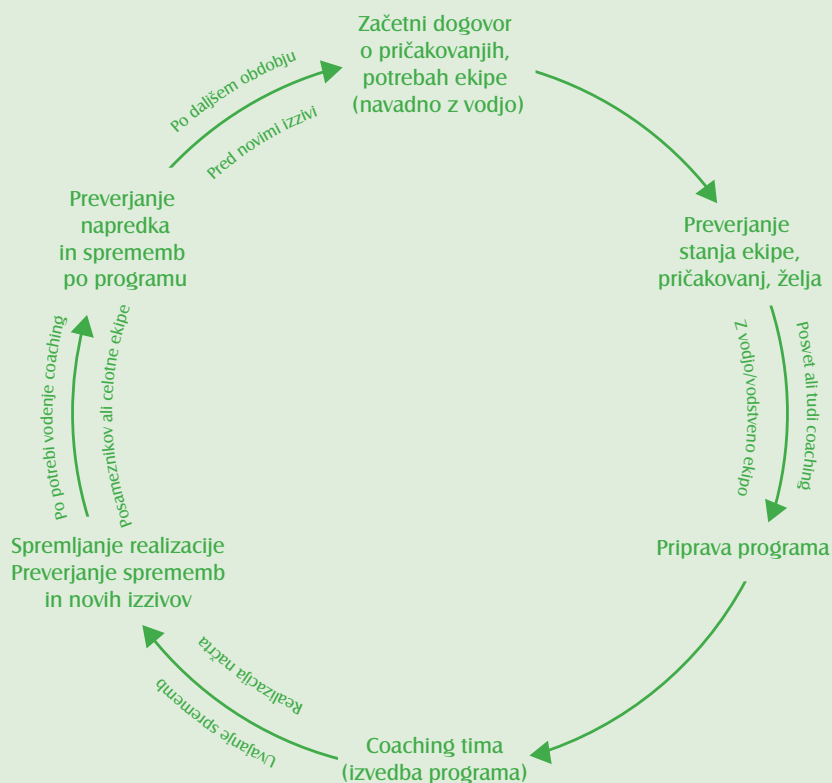 Začetni dogovor
o pričakovanjih,
potrebah ekipe
(navadno z vodjo)
Preverjanje
stanja ekipe,
pričakovanj, želja
Posvet ali tudi coaching
Z vodjo/vodstveno ekipo
Priprava programa
Coaching tima
(izvedba programa)
Realizacija načrta
Uvajanje sprememb
Spremljanje realizacije
Preverjanje sprememb
in novih izzivov
Po potrebi vodenje coaching
Posameznikov ali celotne ekipe
Preverjanje
napredka
in sprememb
po programu
Po daljšem obdobju
Pred novimi izzivi